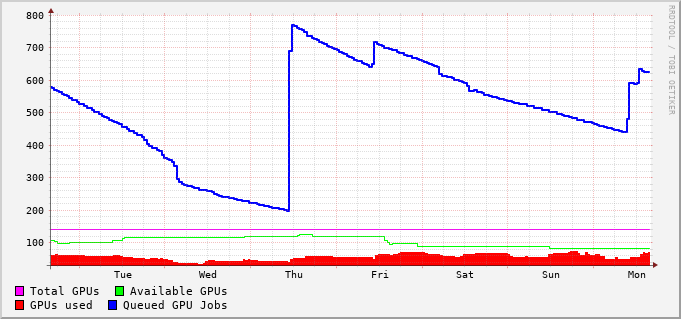 800
700
600
500
400
300
200
100
Tue Wed Thu Fri Sat Sun Mon
Total GPUs Available GPUs
GPUs used Queued GPU Jobs
RRDTOOL / TOBI OETIKER